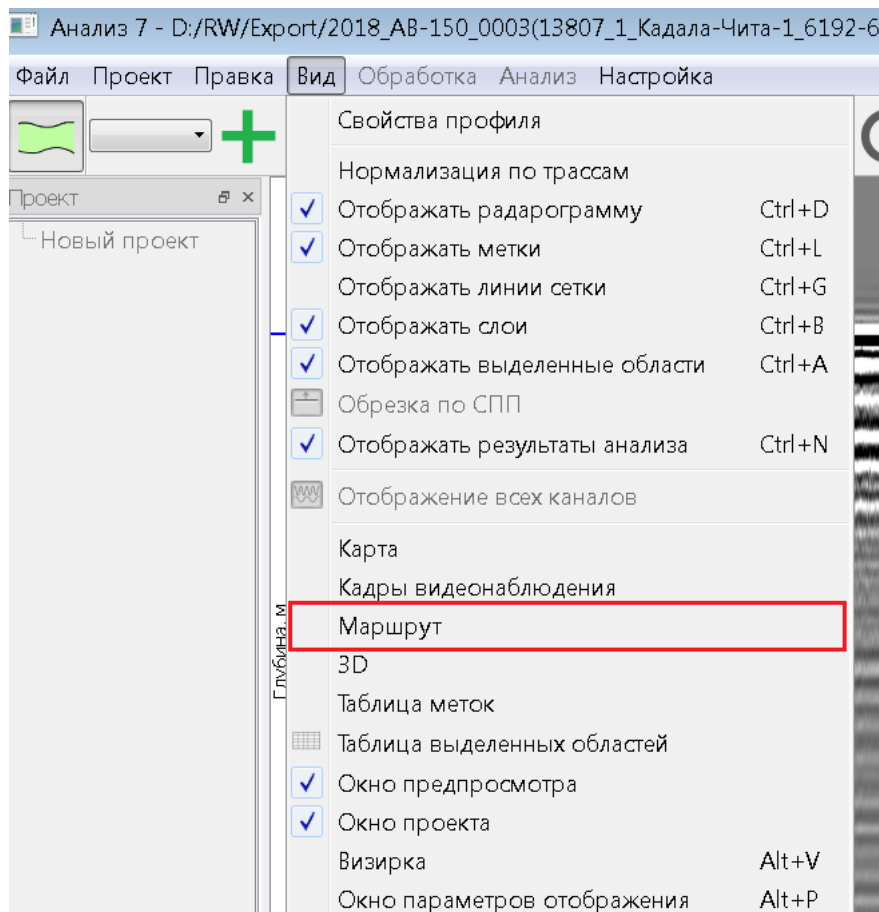 Анализ 7 - D:/RW/Export/2018_АВ-150_0003(13807_1_Кадала-Чита-1_6192-6
Файл Проект Правка Вид Обработка Анализ Настройка
Свойства профиля
Нормализация по трассам
Проект
Отображать радарограмму Ctrl+D
Новый проект
Отображать метки Ctrl+L
Отображать линии сетки Ctrl+G
Отображать слои Ctrl+B
Отображать выделенные области Ctrl+A
Обрезка по СПП
Отображать результаты анализа Ctrl+N
Отображение всех каналов
Карта
Кадры видеонаблюдения
Глубина, м
Маршрут
3D
Таблица меток
Таблица выделенных областей
Окно предпросмотра
Окно проекта
Визирка Alt+V
Окно параметров отображения Alt+P